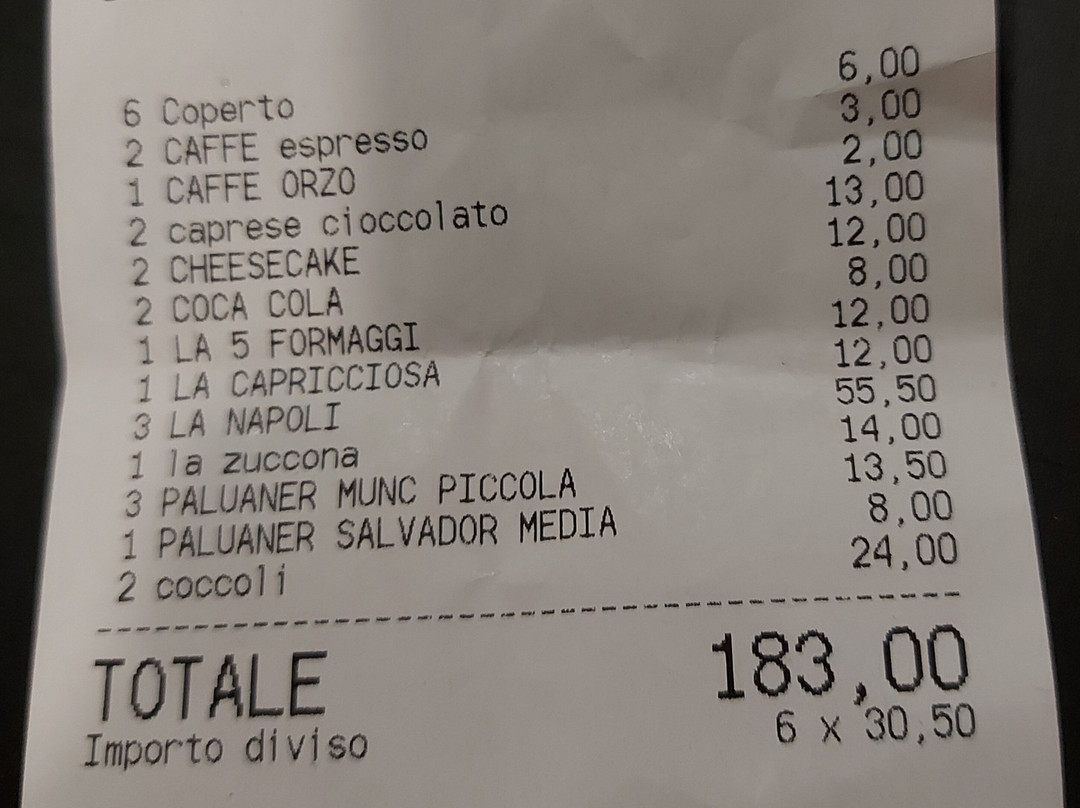 6 Coperto 6,00
2 CAFFE espresso 3,00
1 CAFFE ORZO 2,00
2 caprese cioccolato 13,00
2 CHEESECAKE 12,00
2 COCA COLA 8,00
1 LA 5 FORMAGGI 12,00
1 LA CAPRICCIOSA 12,00
3 LA NAPOLI 55,50
1 la zuccona 14,00
3 PALUANER MUNC PICCOLA 13,50
1 PALUANER SALVADOR MEDIA 8,00
2 coccoli 24,00
TOTALE 183,00
Importo diviso 6 x 30,50